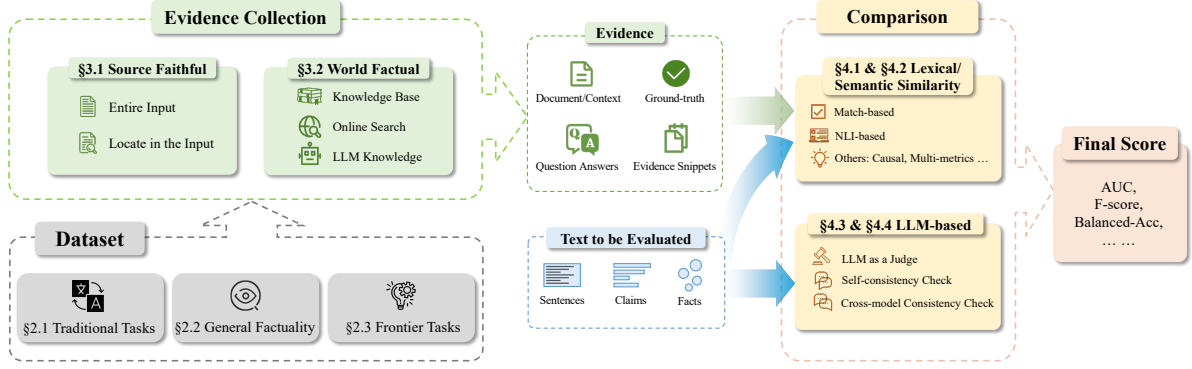 Evidence Collection
§3.1 Source Faithful
Entire Input
Locate in the Input
§3.2 World Factual
Knowledge Base
Online Search
LLM Knowledge
Dataset
§2.1 Traditional Tasks
§2.2 General Factuality
§2.3 Frontier Tasks
Evidence
Document/Context
Ground-truth
Q
A
Question Answers
Evidence Snippets
Text to be Evaluated
Sentences
Claims
Facts
Comparison
§4.1 & §4.2 Lexical/
Semantic Similarity
Match-based
NLI-based
Others: Causal, Multi-metrics ...
§4.3 & §4.4 LLM-based
LLM as a Judge
Self-consistency Check
Cross-model Consistency Check
Final Score
AUC,
F-score,
Balanced-Acc,
... ...